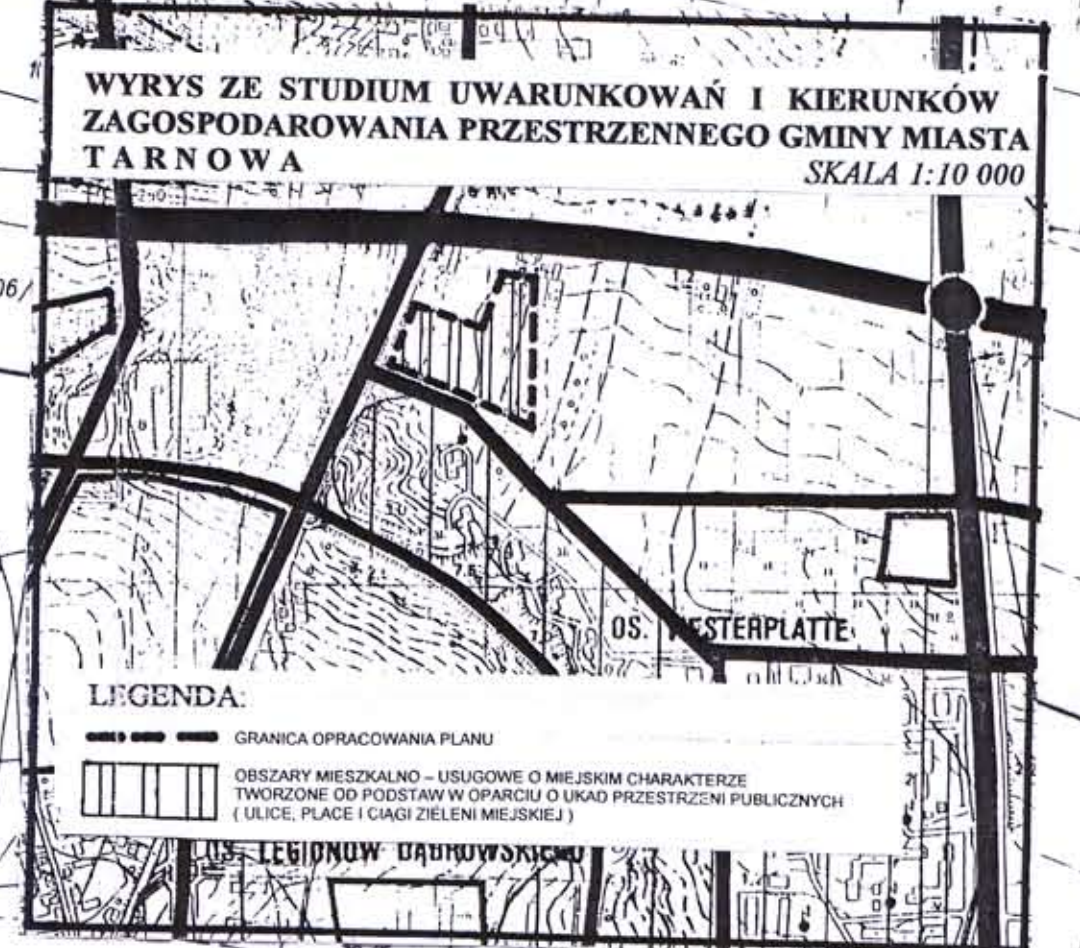 WYRYS ZE STUDIUM UWARUNKOWAŃ I KIERUNKÓW
ZAGOSPODAROWANIA PRZESTRZENNEGO GMINY MIASTA
TARNOWA
SKALA 1:10 000
06/
OS. WESTERPLATTE
LEGENDA:
GRANICA OPRACOWANIA PLANU
OBSZARY MIESZKALNO – USUGOWE O MIEJSKIM CHARAKTERZE
TWORZONE OD PODSTAW W OPARCIU O UKAD PRZESTRZENI PUBLICZNYCH
( ULICE, PLACE I CIĄGI ZIELENI MIEJSKIEJ )
OS. LEGIONÓW DĄBROWSKIEGO